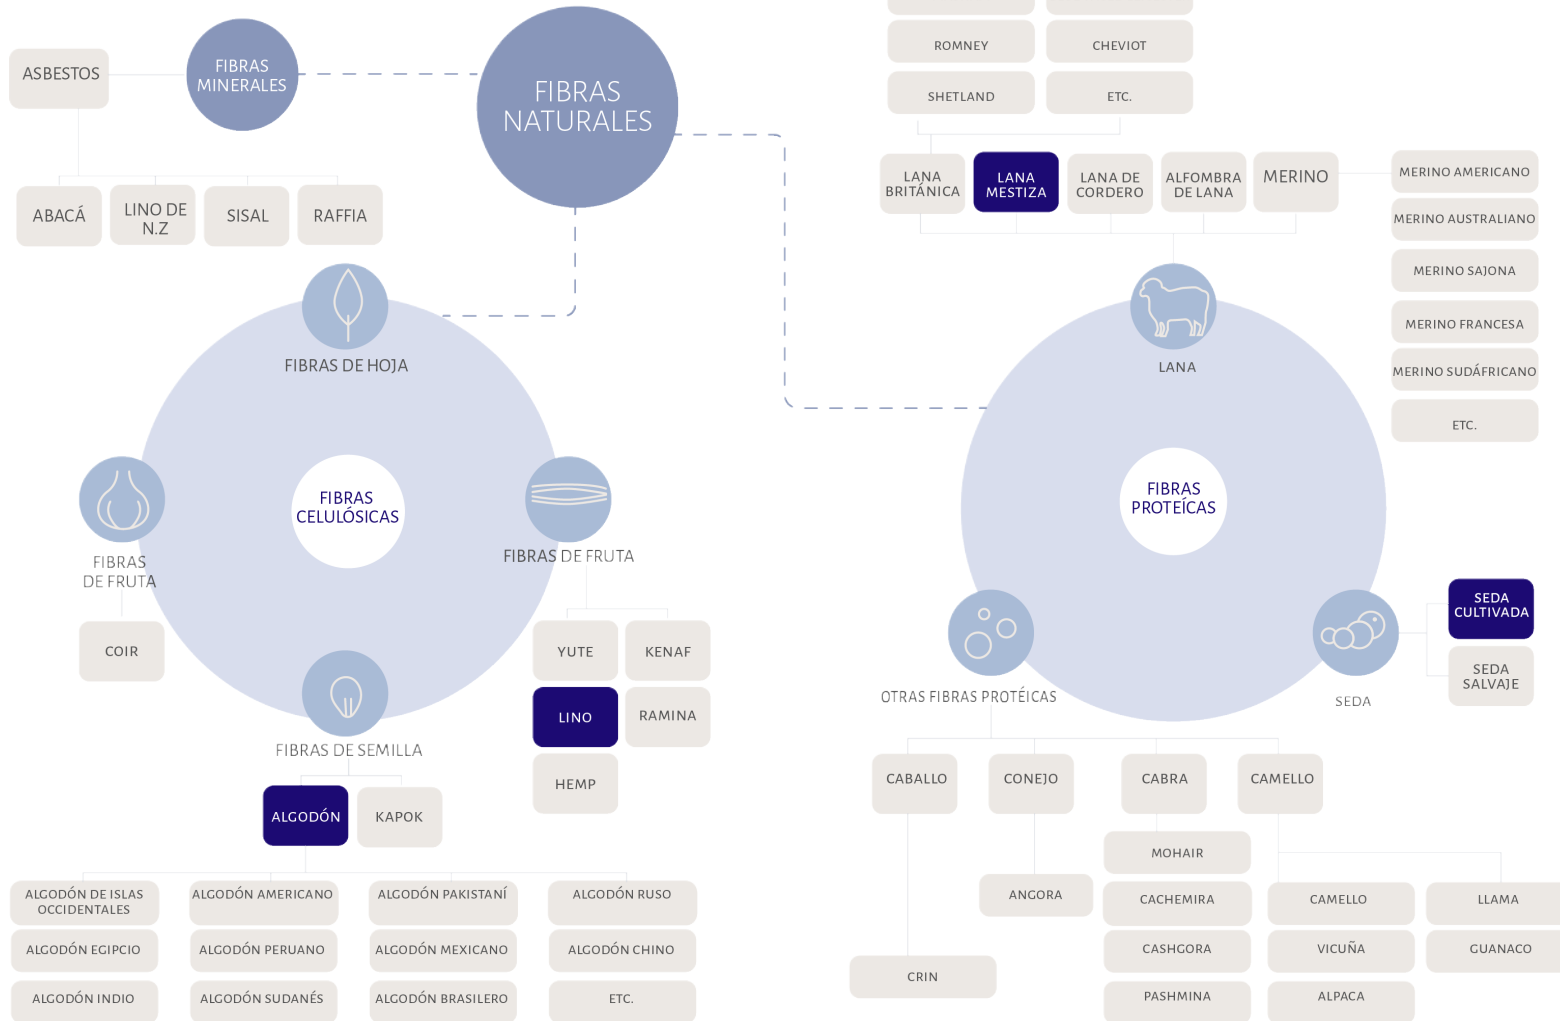 FIBRAS
NATURALES
FIBRAS
MINERALES
ASBESTOS
ABACÁ
LINO DE
N.Z
SISAL
RAFFIA
FIBRAS DE HOJA
FIBRAS
CELULÓSICAS
FIBRAS
DE FRUTA
COIR
FIBRAS DE FRUTA
YUTE
KENAF
LINO
RAMINA
HEMP
FIBRAS DE SEMILLA
ALGODÓN
KAPOK
ALGODÓN DE ISLAS
OCCIDENTALES
ALGODÓN AMERICANO
ALGODÓN PAKISTANÍ
ALGODÓN RUSO
ALGODÓN EGIPCIO
ALGODÓN PERUANO
ALGODÓN MEXICANO
ALGODÓN CHINO
ALGODÓN INDIO
ALGODÓN SUDANÉS
ALGODÓN BRASILERO
ETC.
ROMNEY
CHEVIOT
SHETLAND
ETC.
LANA
BRITÁNICA
LANA
MESTIZA
LANA DE
CORDERO
ALFOMBRA
DE LANA
MERINO
MERINO AMERICANO
MERINO AUSTRALIANO
MERINO SAJONA
MERINO FRANCESA
MERINO SUDÁFRICANO
ETC.
LANA
FIBRAS
PROTEÍCAS
SEDA
CULTIVADA
SEDA
SALVAJE
SEDA
OTRAS FIBRAS PROTÉICAS
CABALLO
CONEJO
CABRA
CAMELLO
MOHAIR
ANGORA
CACHEMIRA
CAMELLO
LLAMA
CASHGORA
VICUÑA
GUANACO
CRIN
PASHMINA
ALPACA